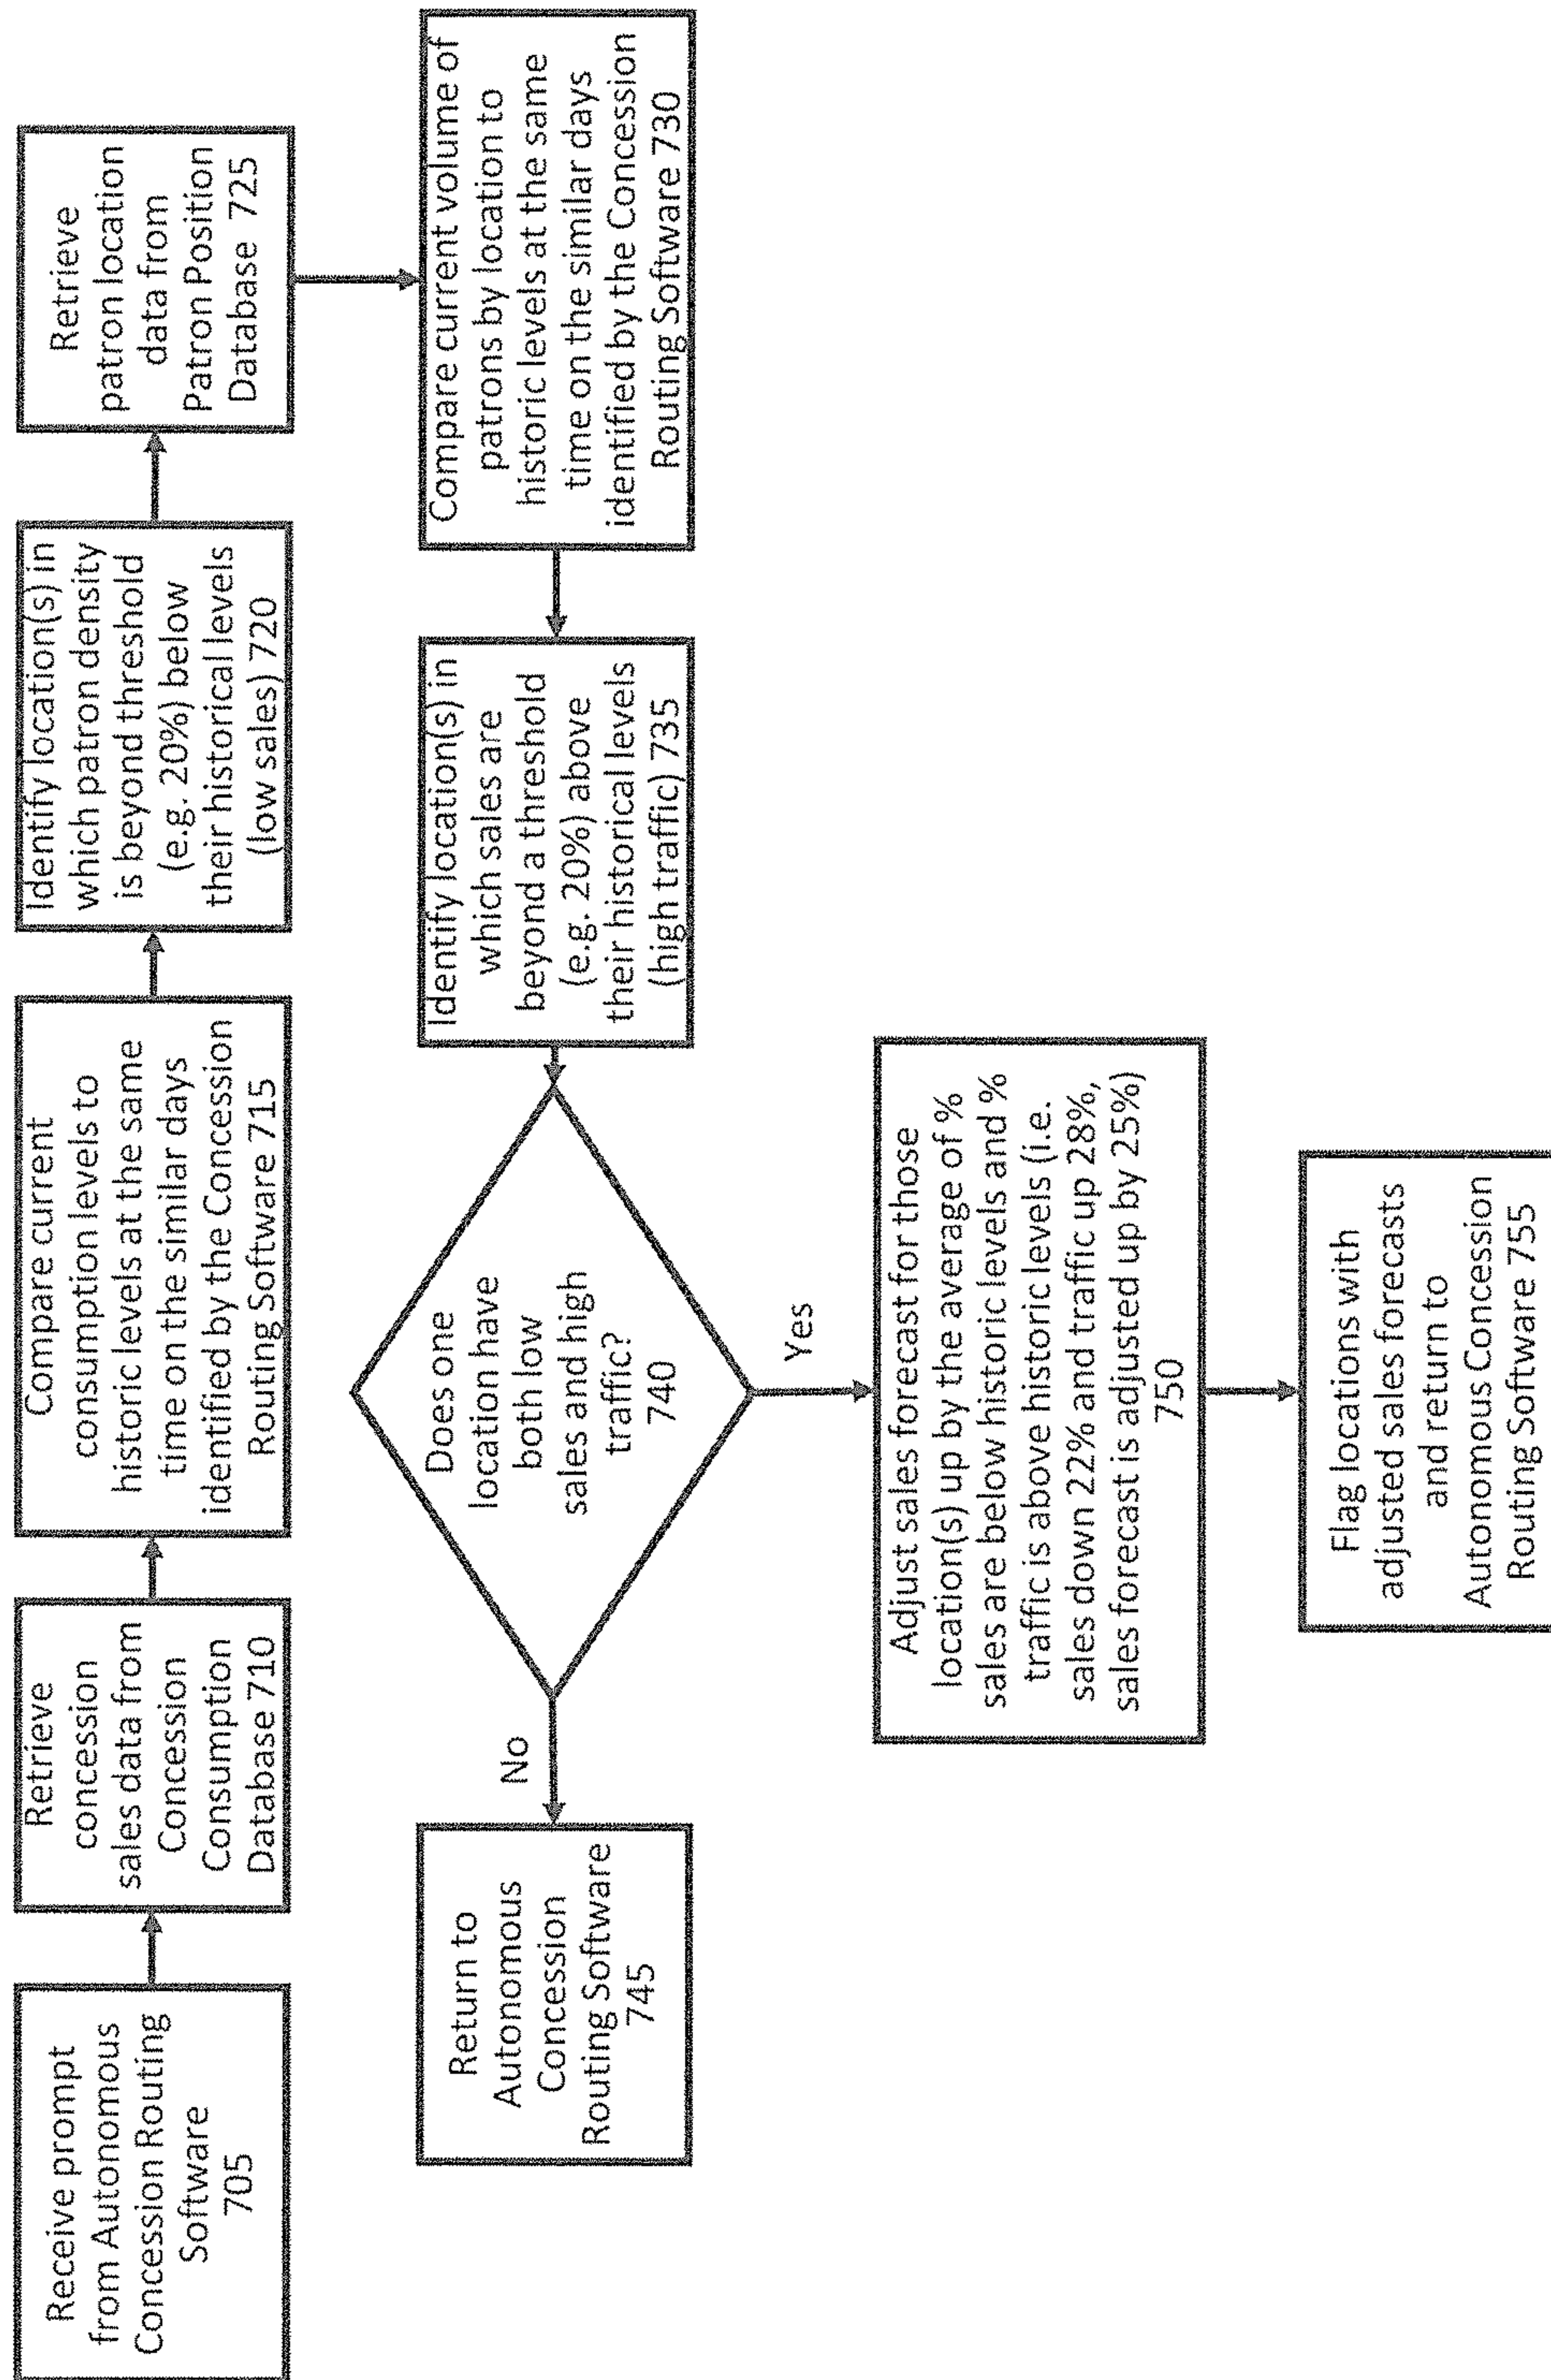 Receive prompt
from Autonomous
Concession Routing
Software
705
Retrieve
concession
sales data from
Concession
Consumption
Database 710
Compare current
consumption levels to
historic levels at the same
time on the similar days
identified by the Concession
Routing Software 715
Identify location(s) in
which patron density
is beyond threshold
(e.g. 20%) below
their historical levels
(low sales) 720
Retrieve
patron location
data from
Patron Position
Database 725
Compare current volume of
patrons by location to
historic levels at the same
time on the similar days
identified by the Concession
Routing Software 730
Identify location(s) in
which sales are
beyond a threshold
(e.g. 20%) above
their historical levels
(high traffic) 735
Does one
location have
both low
sales and high
traffic?
740
No
Return to
Autonomous
Concession
Routing Software
745
Yes
Adjust sales forecast for those
location(s) up by the average of %
sales are below historic levels and %
traffic is above historic levels (i.e.
sales down 22% and traffic up 28%,
sales forecast is adjusted up by 25%)
750
Flag locations with
adjusted sales forecasts
and return to
Autonomous Concession
Routing Software 755